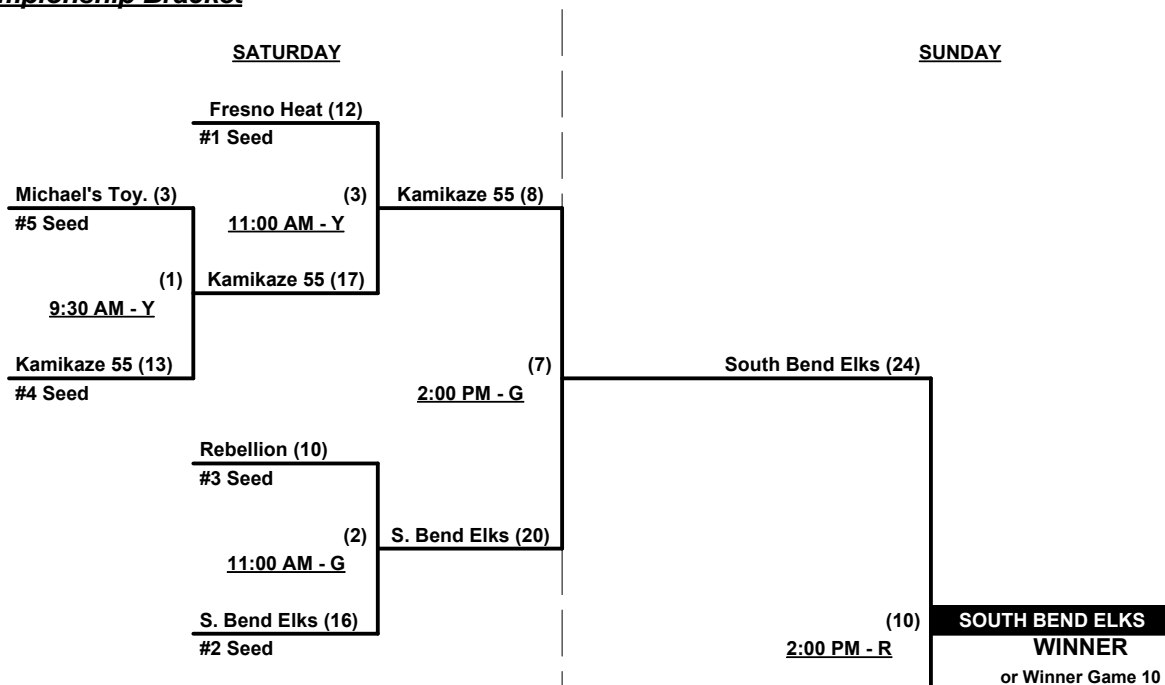 SATURDAY
SUNDAY
Fresno Heat (12)
#1 Seed
Michael's Toy. (3)
(3)
Kamikaze 55 (8)
#5 Seed
11:00 AM - Y
(1)
Kamikaze 55 (17)
9:30 AM - Y
Kamikaze 55 (13)
(7)
South Bend Elks (24)
#4 Seed
2:00 PM - G
Rebellion (10)
#3 Seed
(2)
S. Bend Elks (20)
11:00 AM - G
S. Bend Elks (16)
(10)
SOUTH BEND ELKS
#2 Seed
2:00 PM - R
WINNER
or Winner Game 10